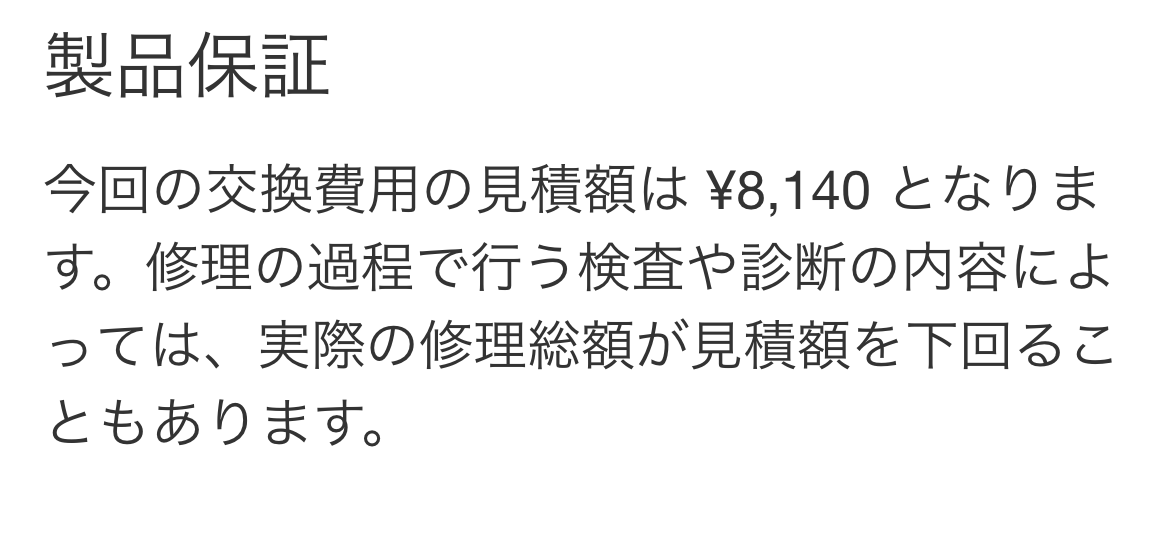 製品保証
今回の交換費用の見積額は ¥8,140 となりま
す。修理の過程で行う検査や診断の内容によ
っては、実際の修理総額が見積額を下回るこ
ともあります。